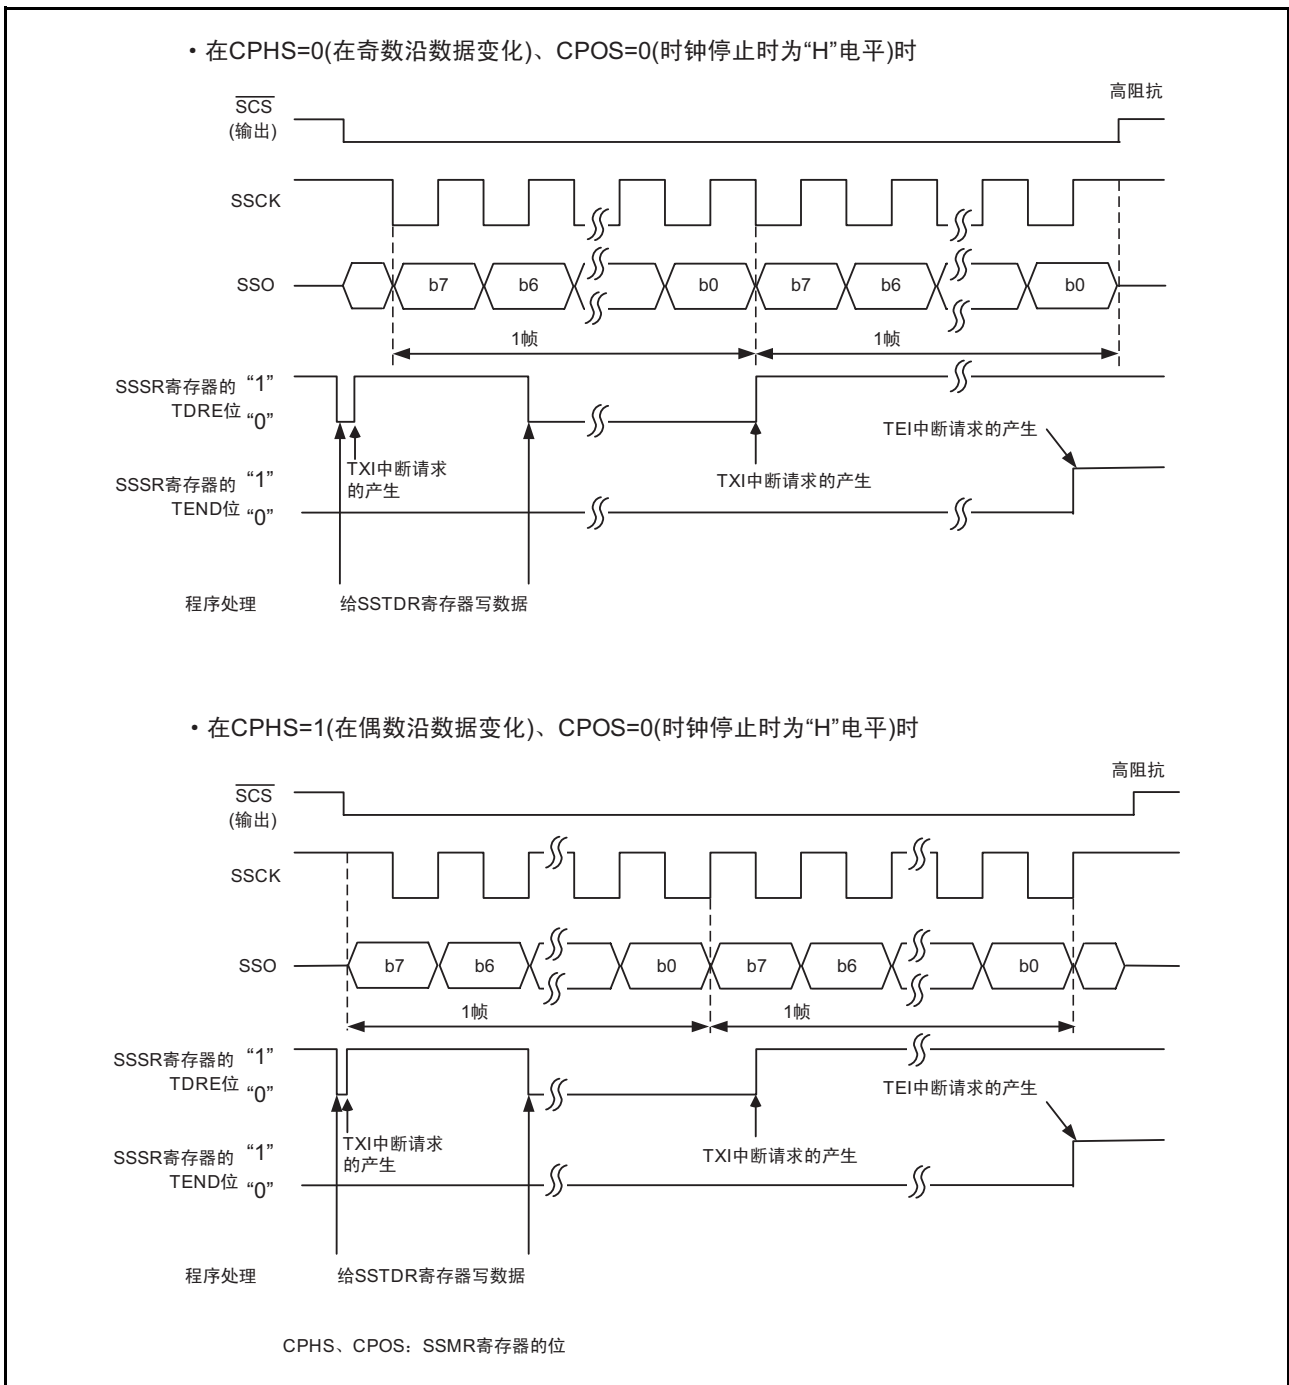 • 在CPHS=0(在奇数沿数据变化)、CPOS=0(时钟停止时为“H”电平)时
高阻抗
SCS
(输出)
SSCK
SSO
b7
b6
b0
b7
b6
b0
1帧
1帧
SSSR寄存器的 “1”
TDRE位 “0”
TEI中断请求的产生
TXI中断请求
的产生
TXI中断请求的产生
SSSR寄存器的 “1”
TEND位 “0”
程序处理
给SSTDR寄存器写数据
• 在CPHS=1(在偶数沿数据变化)、CPOS=0(时钟停止时为“H”电平)时
高阻抗
SCS
(输出)
SSCK
SSO
b7
b6
b0
b7
b6
b0
1帧
1帧
SSSR寄存器的 “1”
TDRE位 “0”
TEI中断请求的产生
TXI中断请求
的产生
TXI中断请求的产生
SSSR寄存器的 “1”
TEND位 “0”
程序处理
给SSTDR寄存器写数据
CPHS、CPOS：SSMR寄存器的位